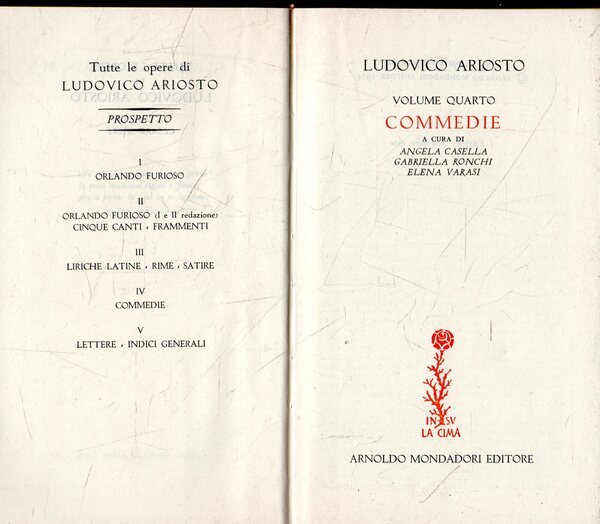 Tutte le opere di
LUDOVICO ARIOSTO
PROSPETTO
I
ORLANDO FURIOSO
II
ORLANDO FURIOSO (I e II redazione)
CINQUE CANTI - FRAMMENTI
III
LIRICHE LATINE - RIME - SATIRE
IV
COMMEDIE
V
LETTERE - INDICI GENERALI
LUDOVICO ARIOSTO
VOLUME QUARTO
COMMEDIE
A CURA DI
ANGELA CASELLA
GABRIELLA RONCHI
ELENA VARASI
IN SV
LA CIMA
ARNOLDO MONDADORI EDITORE